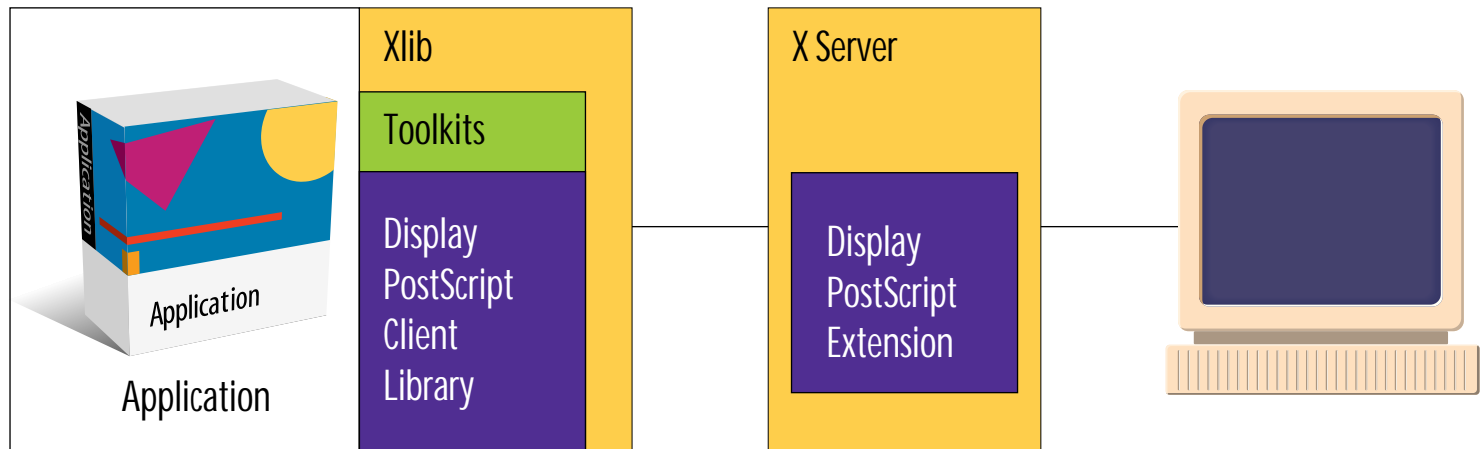 Application
Application
Application
Xlib
Toolkits
Display
PostScript
Client
Library
X Server
Display
PostScript
Extension